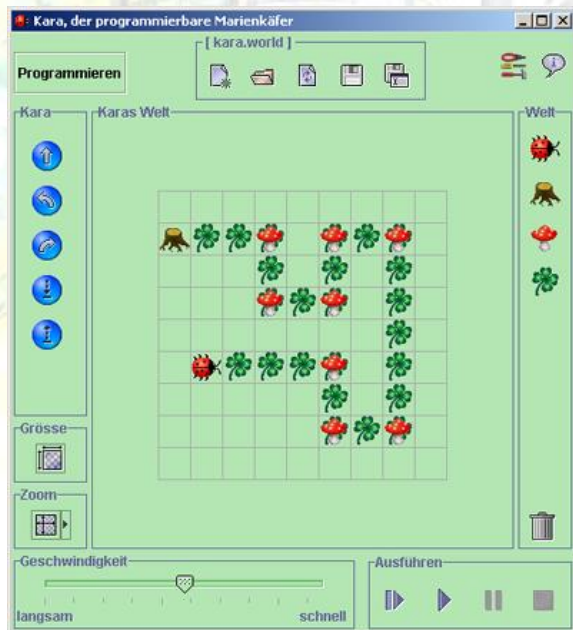 Kara, der programmierbare Marienkäfer
[ kara.world ]
Programmieren
Kara
Karas Welt
Welt
Grösse
Zoom
Geschwindigkeit
langsam
schnell
Ausführen